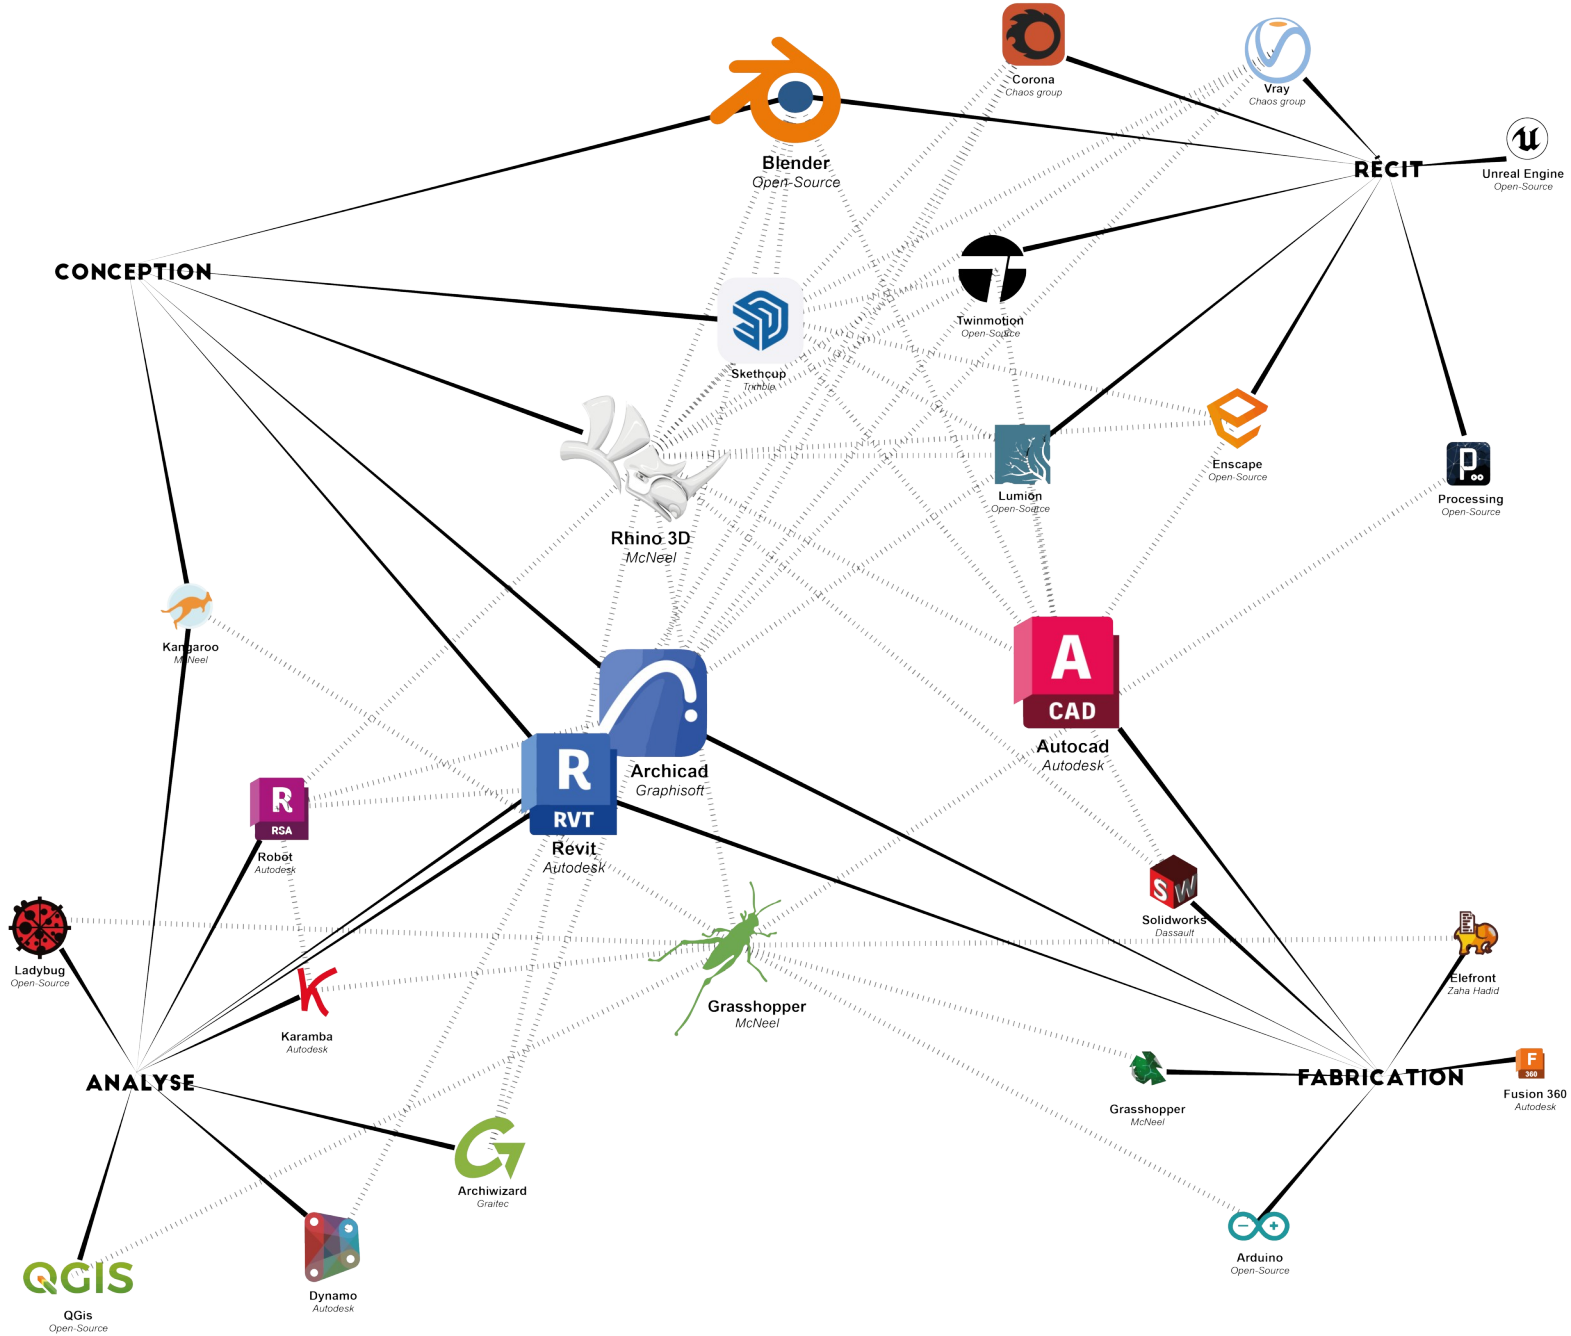 Corona
Chaos group
Vray
Chaos group
Blender
Open-Source
RÉCIT
Unreal Engine
Open-Source
CONCEPTION
Twinmotion
Open-Source
Skethcup
Trimble
Enscape
Open-Source
Lumion
Open-Source
P
Processing
Open-Source
Rhino 3D
McNeel
Kangaroo
McNeel
A
CAD
Autocad
Autodesk
Archicad
Graphisoft
R
RVT
Revit
Autodesk
R
RSA
Robot
Autodesk
SW
Solidworks
Dassault
Ladybug
Open-Source
Elefront
Zaha Hadid
Grasshopper
McNeel
K
Karamba
Autodesk
ANALYSE
FABRICATION
F
360
Fusion 360
Autodesk
Grasshopper
McNeel
Archiwizard
Graitec
Arduino
Open-Source
QGIS
QGis
Open-Source
Dynamo
Autodesk